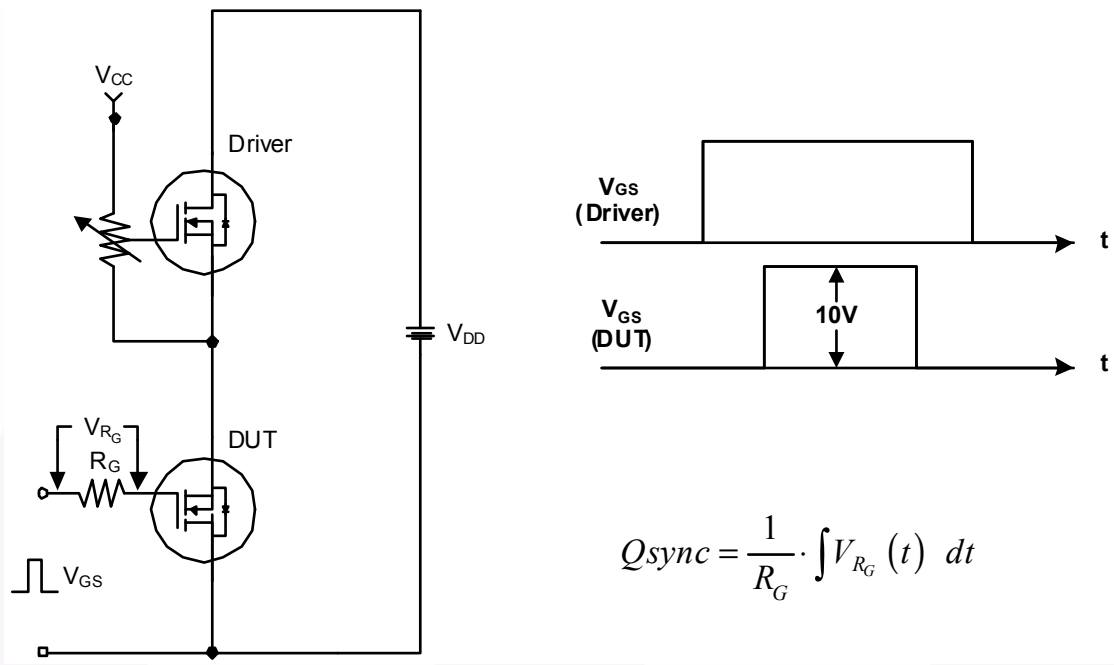 V_CC
Driver
V_DD
V_RG
R_G
DUT
V_GS
V_GS
(Driver)
t
V_GS
(DUT)
10V
t
Qsync = 1/R_G · ∫V_RG (t) dt